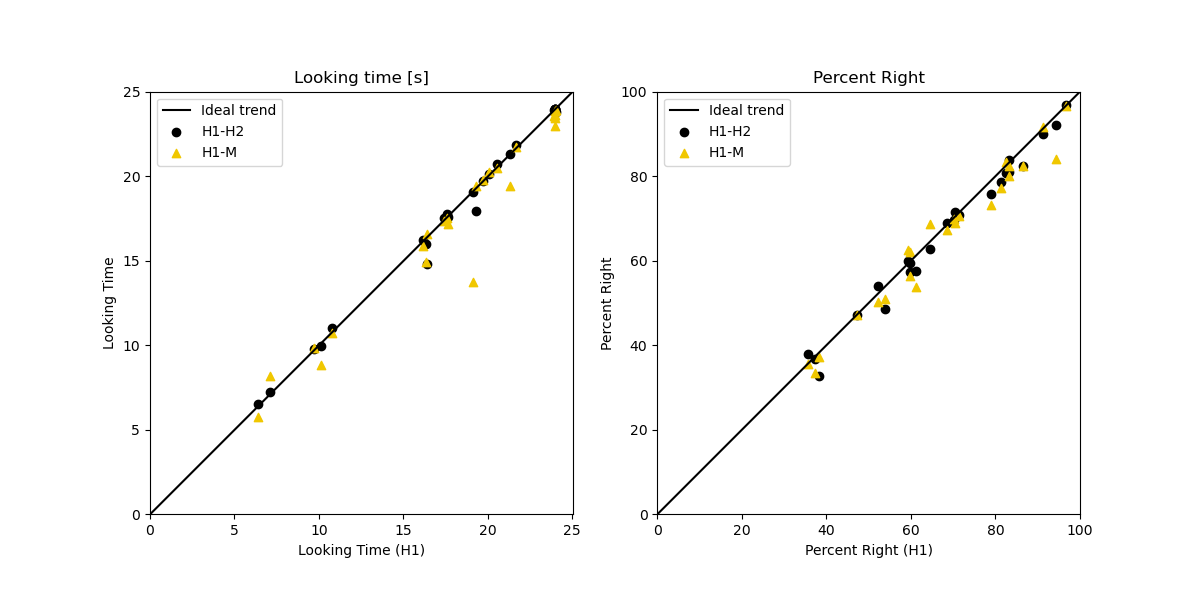 Looking time [s]
Ideal trend
H1-H2
H1-M
25
20
15
10
5
0
Looking Time
0 5 10 15 20 25
Looking Time (H1)
Percent Right
Ideal trend
H1-H2
H1-M
100
80
60
40
20
0
Percent Right
0 20 40 60 80 100
Percent Right (H1)